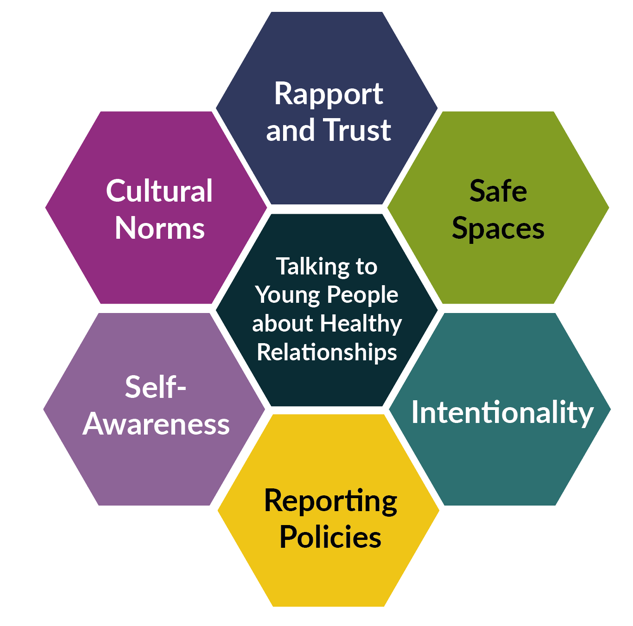 Rapport
and Trust
Cultural
Norms
Safe
Spaces
Talking to
Young People
about Healthy
Relationships
Self-
Awareness
Intentionality
Reporting
Policies